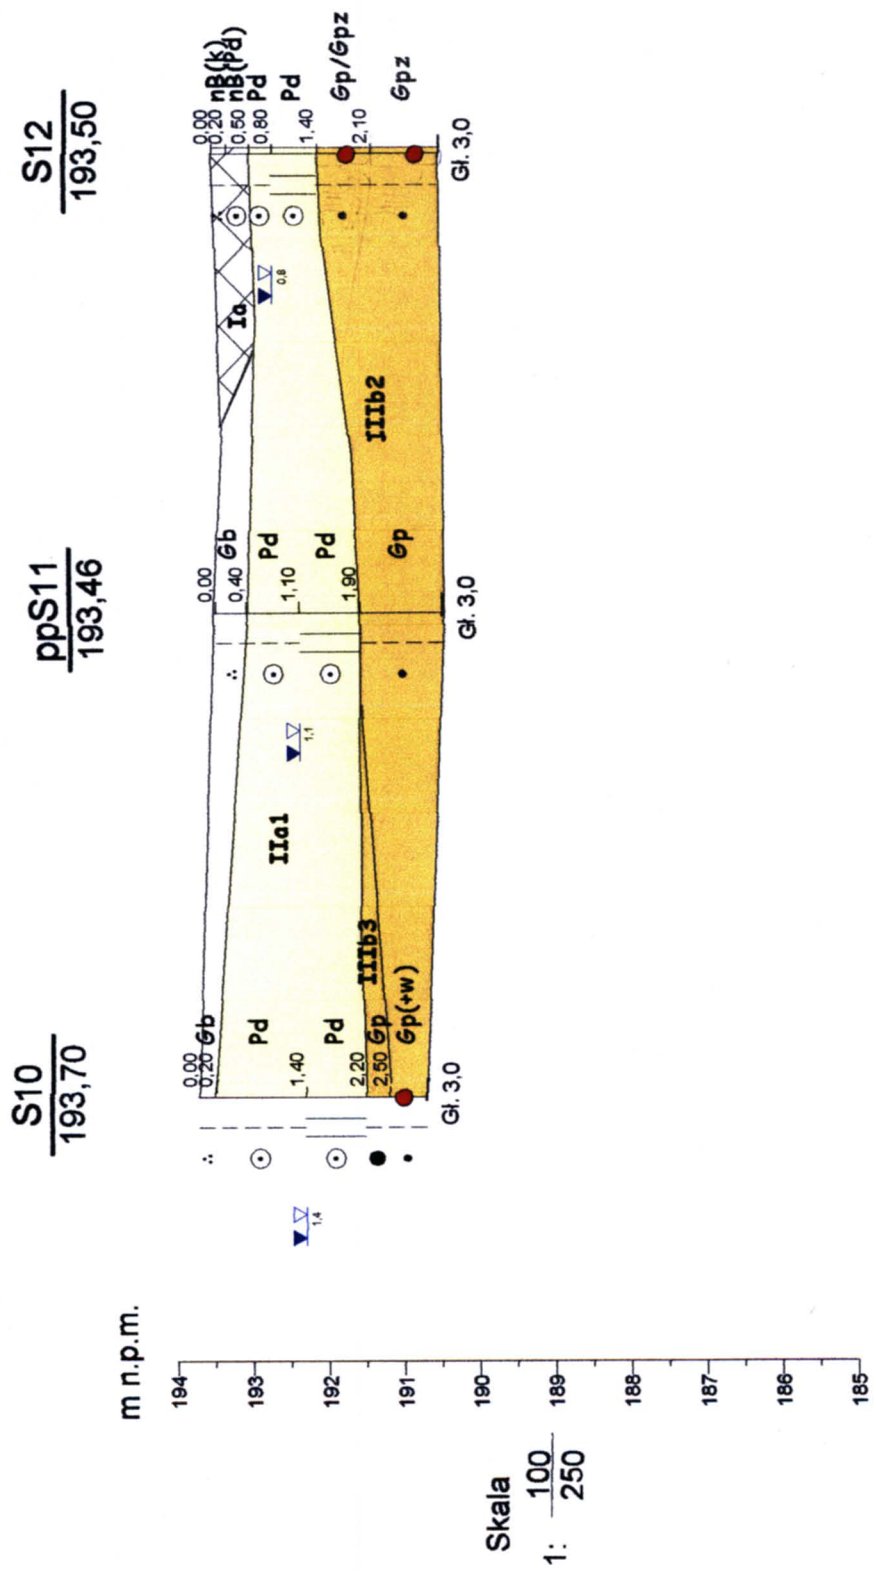 S10
193,70
ppS11
193,46
S12
193,50
m n.p.m.
194
193
192
191
190
189
188
187
186
185
Skala
1: 100
250
1,4
0,00
0,20
1,40
2,20
2,50
Gb
Pd
Pd
Gp
Gp(+w)
Gł. 3,0
IIa1
IIIb3
1,1
0,00
0,40
1,10
1,90
Gb
Pd
Pd
Gp
Gł. 3,0
Ia
IIIb2
0,8
0,00
0,20
0,50
0,80
1,40
2,10
nB(k)
nB(Pd)
Pd
Pd
Gp/Gpz
Gpz
Gł. 3,0